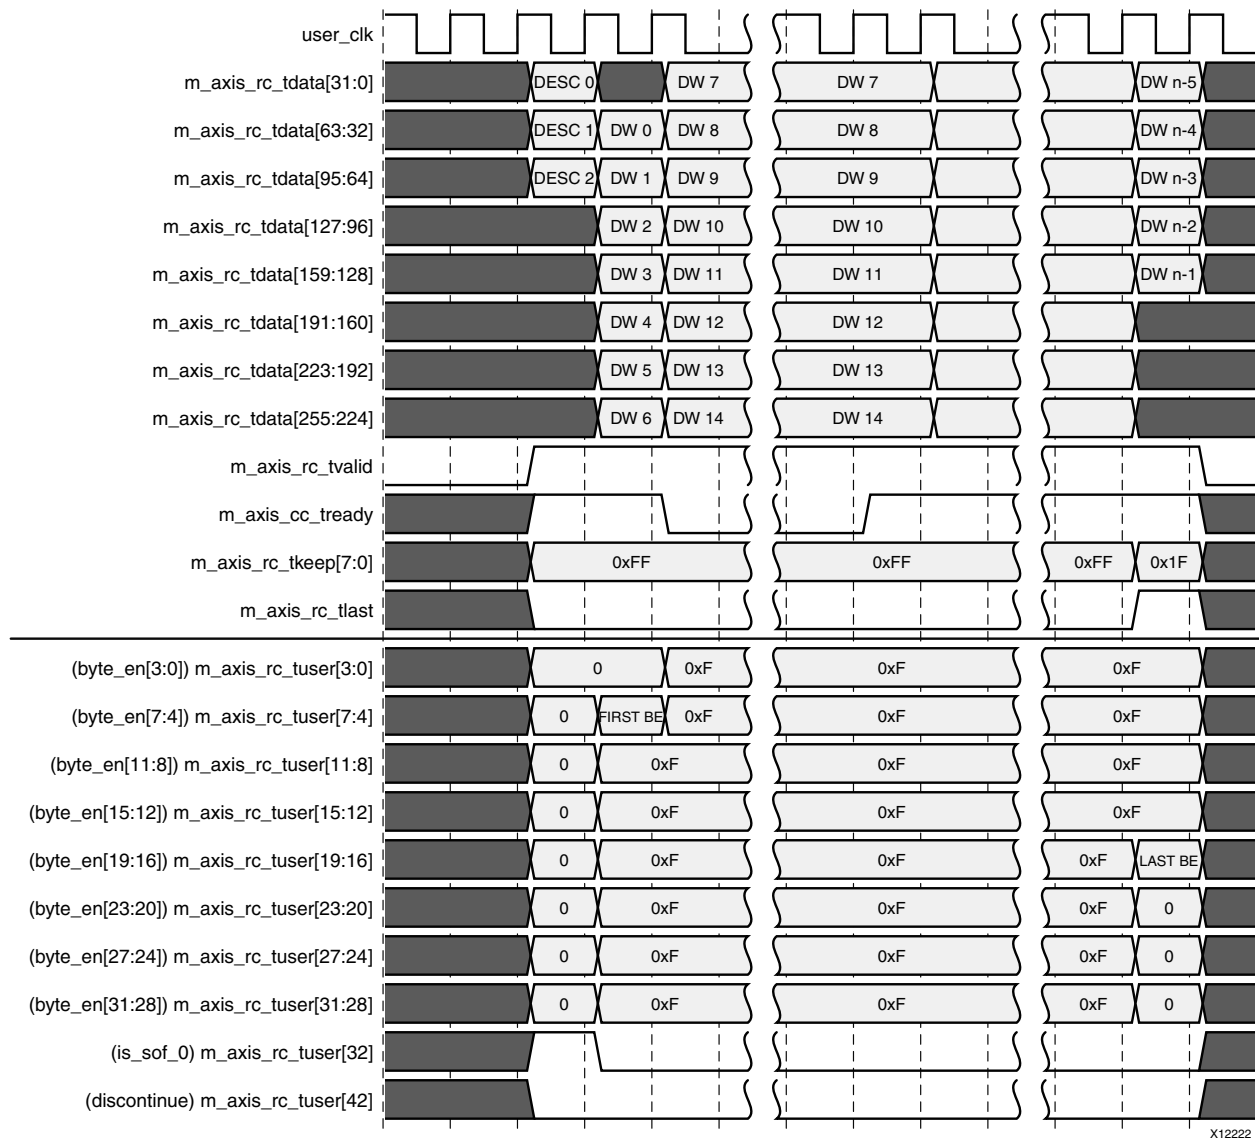 user_clk
m_axis_rc_tdata[31:0] DESC 0 DW 7 DW 7 DW n-5
m_axis_rc_tdata[63:32] DESC 1 DW 0 DW 8 DW 8 DW n-4
m_axis_rc_tdata[95:64] DESC 2 DW 1 DW 9 DW 9 DW n-3
m_axis_rc_tdata[127:96] DW 2 DW 10 DW 10 DW n-2
m_axis_rc_tdata[159:128] DW 3 DW 11 DW 11 DW n-1
m_axis_rc_tdata[191:160] DW 4 DW 12 DW 12
m_axis_rc_tdata[223:192] DW 5 DW 13 DW 13
m_axis_rc_tdata[255:224] DW 6 DW 14 DW 14
m_axis_rc_tvalid
m_axis_cc_tready
m_axis_rc_tkeep[7:0] 0xFF 0xFF 0xFF 0x1F
m_axis_rc_tlast
(byte_en[3:0]) m_axis_rc_tuser[3:0] 0 0xF 0xF 0xF
(byte_en[7:4]) m_axis_rc_tuser[7:4] 0 FIRST BE 0xF 0xF 0xF
(byte_en[11:8]) m_axis_rc_tuser[11:8] 0 0xF 0xF 0xF
(byte_en[15:12]) m_axis_rc_tuser[15:12] 0 0xF 0xF 0xF
(byte_en[19:16]) m_axis_rc_tuser[19:16] 0 0xF 0xF 0xF LAST BE
(byte_en[23:20]) m_axis_rc_tuser[23:20] 0 0xF 0xF 0xF 0
(byte_en[27:24]) m_axis_rc_tuser[27:24] 0 0xF 0xF 0xF 0
(byte_en[31:28]) m_axis_rc_tuser[31:28] 0 0xF 0xF 0xF 0
(is_sof_0) m_axis_rc_tuser[32]
(discontinue) m_axis_rc_tuser[42]
X12222